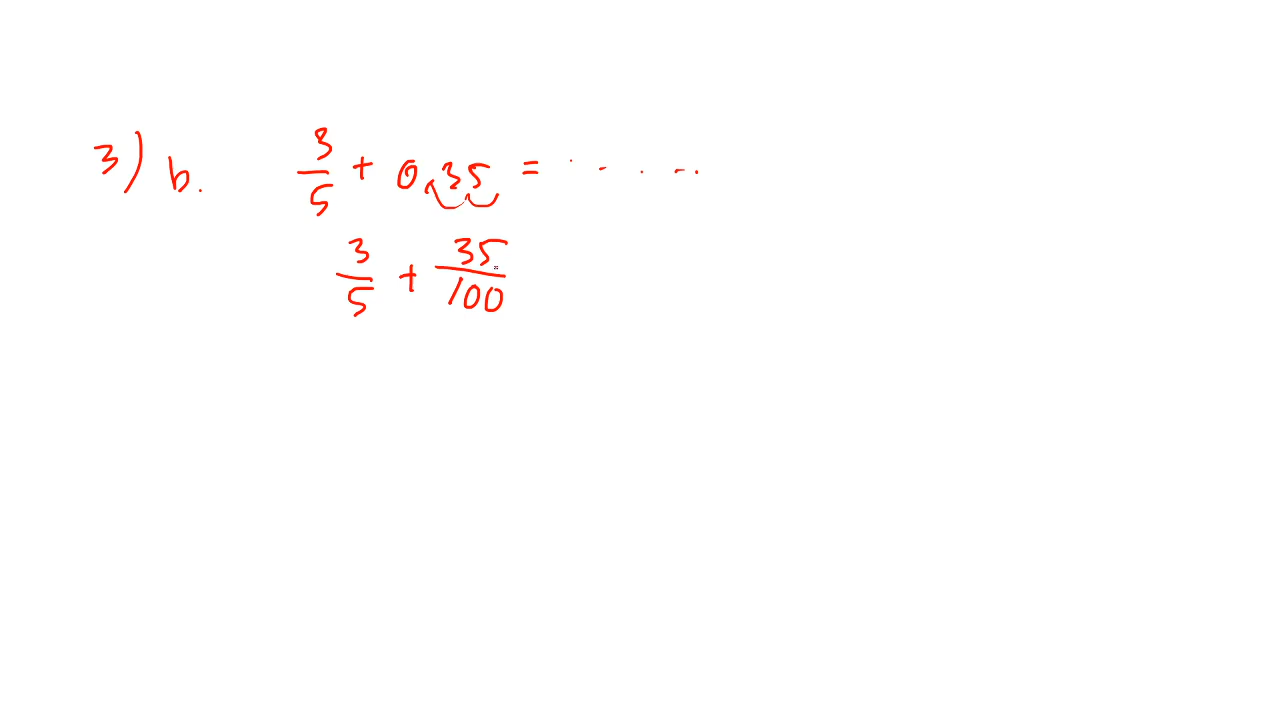 3) b. 3/5 + 0,35 = .....
3/5 + 35/100